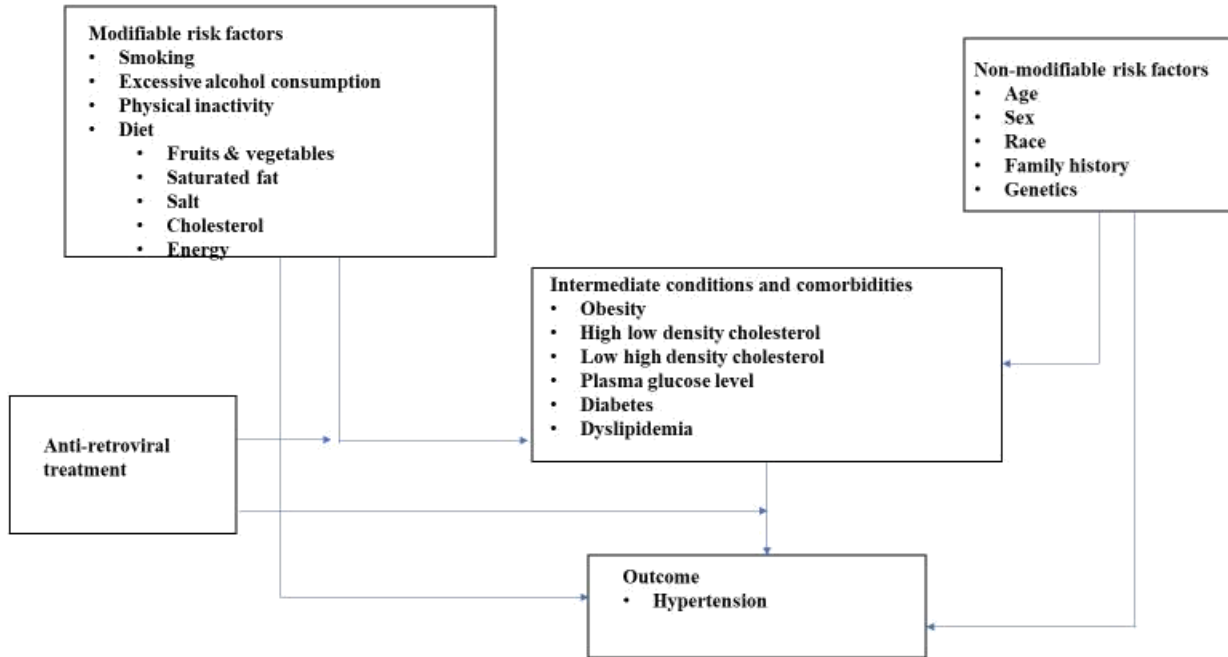 Modifiable risk factors
• Smoking
• Excessive alcohol consumption
• Physical inactivity
• Diet
• Fruits & vegetables
• Saturated fat
• Salt
• Cholesterol
• Energy
Non-modifiable risk factors
• Age
• Sex
• Race
• Family history
• Genetics
Intermediate conditions and comorbidities
• Obesity
• High low density cholesterol
• Low high density cholesterol
• Plasma glucose level
• Diabetes
• Dyslipidemia
Anti-retroviral
treatment
Outcome
• Hypertension